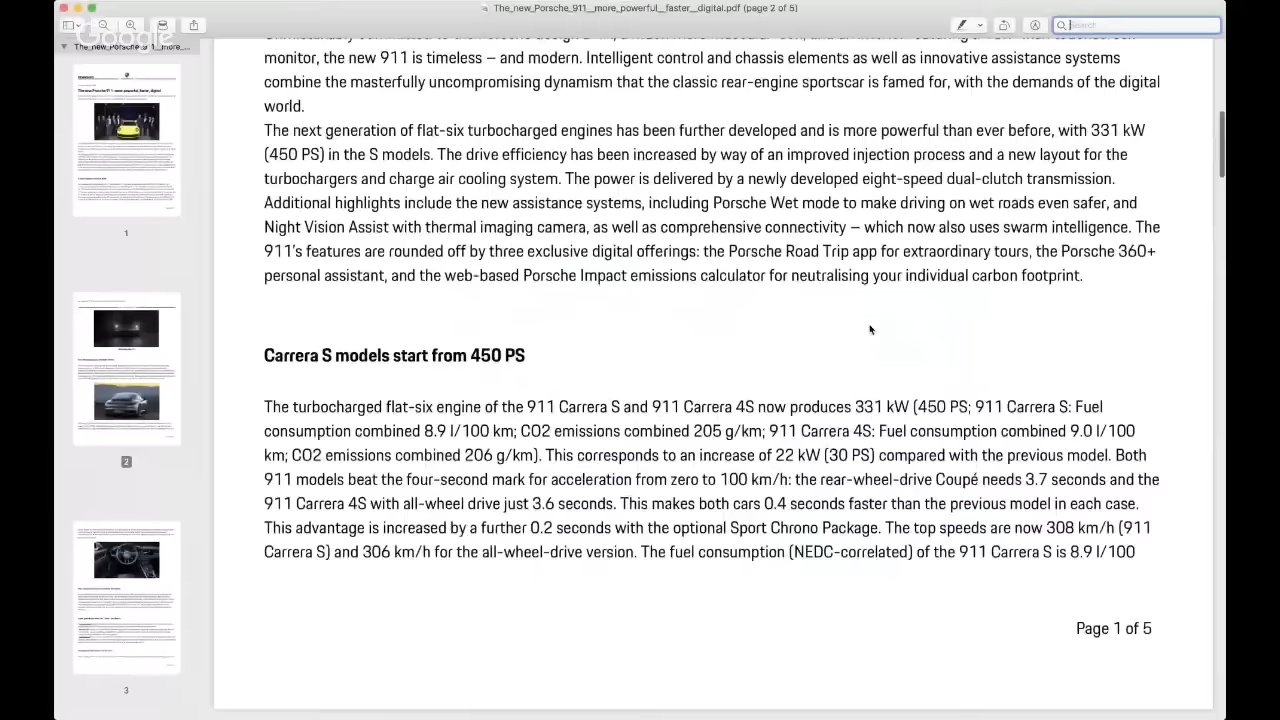 The_new_Porsche_911__more_powerful__faster__digital.pdf (page 2 of 5)
Search
Google
The_new_Porsche_911__more_...
monitor, the new 911 is timeless – and modern. Intelligent control and chassis elements as well as innovative assistance systems
combine the masterfully uncompromising dynamism that the classic rear-engine sports car is famed for, with the demands of the digital
world.
The next generation of flat-six turbocharged engines has been further developed and is more powerful than ever before, with 331 kW
(450 PS) in the S models. The drive efficiency has been increased by way of an improved injection process and a new layout for the
turbochargers and charge air cooling system. The power is delivered by a newly developed eight-speed dual-clutch transmission.
Additional highlights include the new assistance systems, including Porsche Wet mode to make driving on wet roads even safer, and
Night Vision Assist with thermal imaging camera, as well as comprehensive connectivity – which now also uses swarm intelligence. The
911's features are rounded off by three exclusive digital offerings: the Porsche Road Trip app for extraordinary tours, the Porsche 360+
personal assistant, and the web-based Porsche Impact emissions calculator for neutralising your individual carbon footprint.
Carrera S models start from 450 PS
The turbocharged flat-six engine of the 911 Carrera S and 911 Carrera 4S now produces 331 kW (450 PS; 911 Carrera S: Fuel
consumption combined 8.9 l/100 km; CO2 emissions combined 205 g/km; 911 Carrera 4S: Fuel consumption combined 9.0 l/100
km; CO2 emissions combined 206 g/km). This corresponds to an increase of 22 kW (30 PS) compared with the previous model. Both
911 models beat the four-second mark for acceleration from zero to 100 km/h: the rear-wheel-drive Coupé needs 3.7 seconds and the
911 Carrera 4S with all-wheel drive just 3.6 seconds. This makes both cars 0.4 seconds faster than the previous model in each case.
This advantage is increased by a further 0.2 seconds with the optional Sport Chrono Package. The top speeds are now 308 km/h (911
Carrera S) and 306 km/h for the all-wheel-drive version. The fuel consumption (NEDC-correlated) of the 911 Carrera S is 8.9 l/100
Page 1 of 5
The new Porsche 911: more powerful, faster, digital
1
2
3